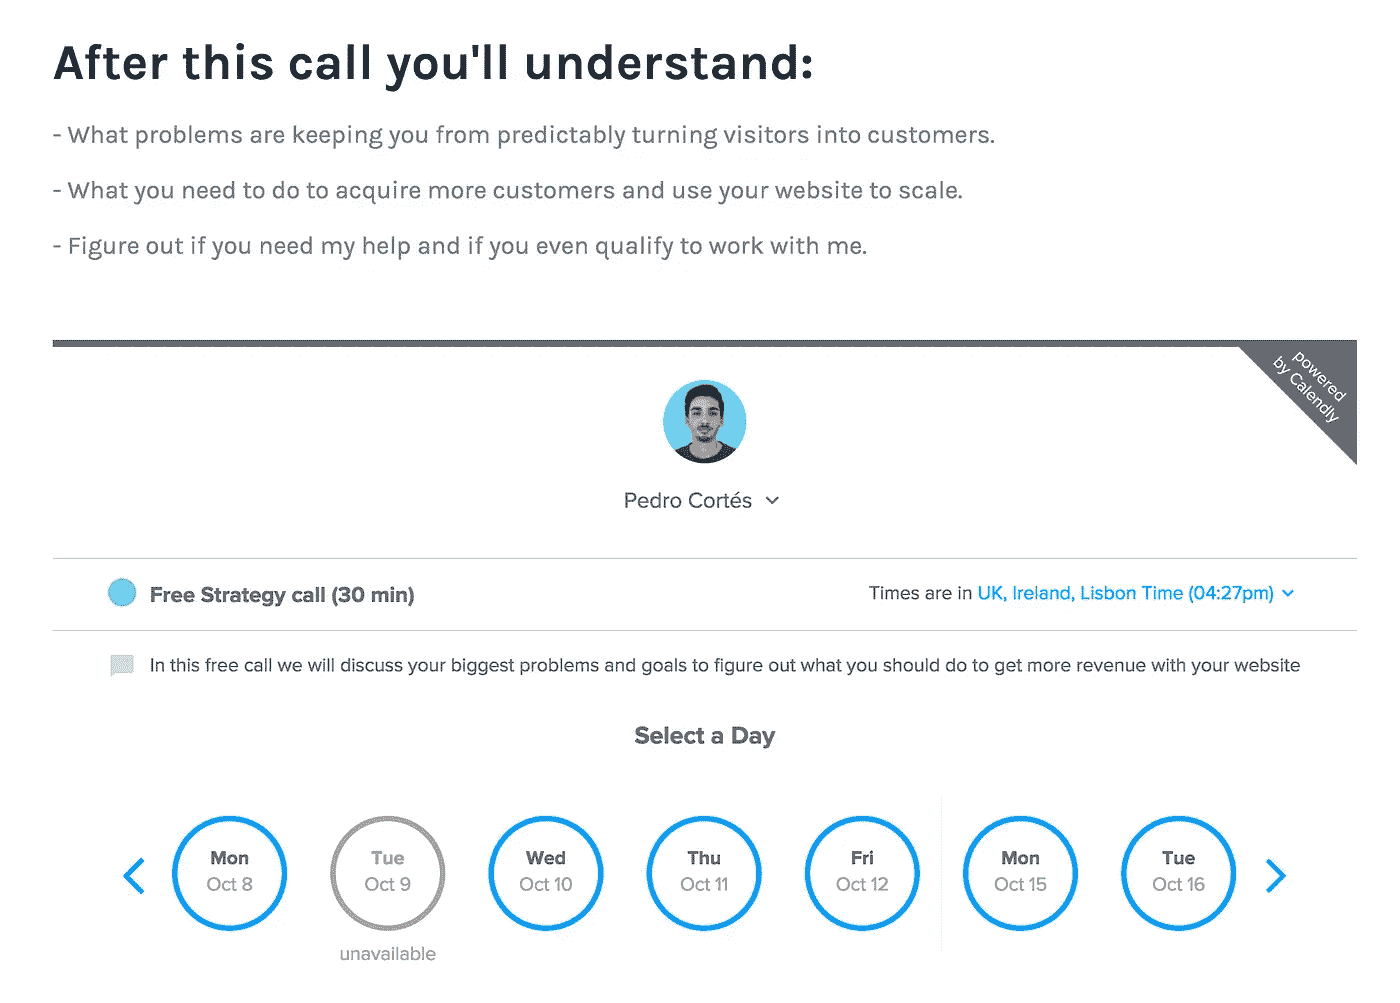 After this call you'll understand:
- What problems are keeping you from predictably turning visitors into customers.
- What you need to do to acquire more customers and use your website to scale.
- Figure out if you need my help and if you even qualify to work with me.
powered
by Calendly
Pedro Cortés
Free Strategy call (30 min)
Times are in UK, Ireland, Lisbon Time (04:27pm)
In this free call we will discuss your biggest problems and goals to figure out what you should do to get more revenue with your website
Select a Day
Mon
Oct 8
Tue
Oct 9
unavailable
Wed
Oct 10
Thu
Oct 11
Fri
Oct 12
Mon
Oct 15
Tue
Oct 16